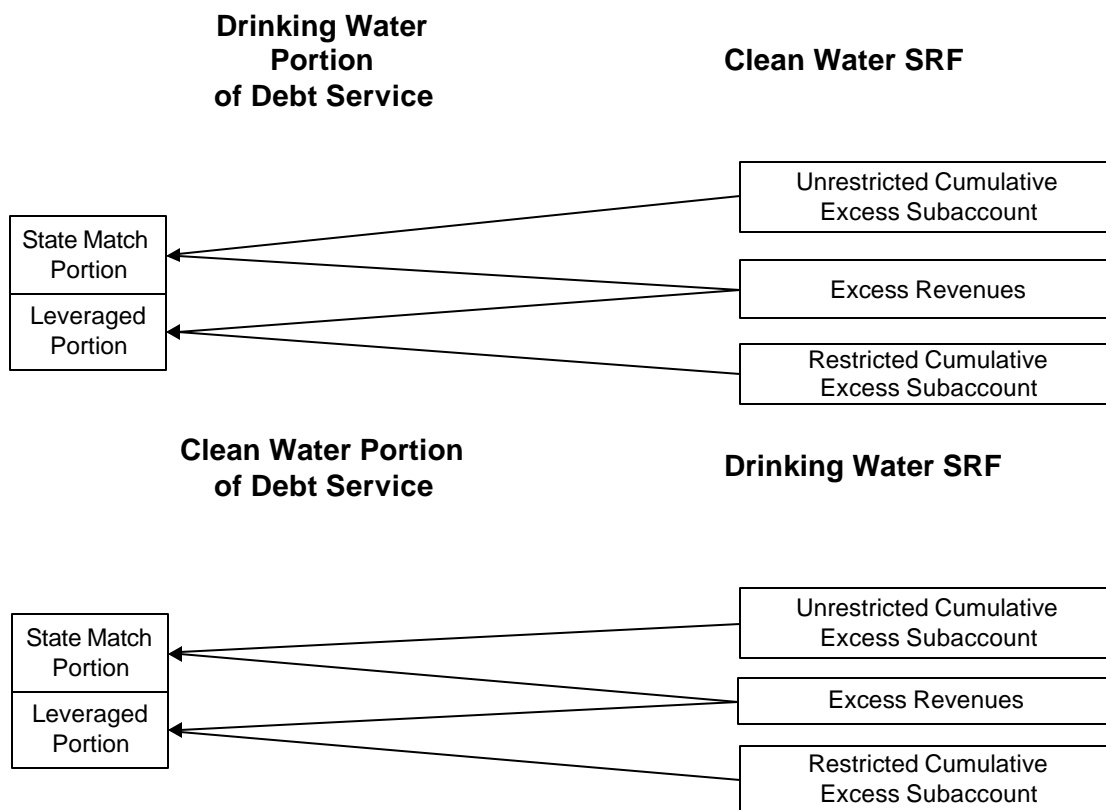 Drinking Water
Portion
of Debt Service
Clean Water SRF
Unrestricted Cumulative
Excess Subaccount
State Match
Portion
Excess Revenues
Leveraged
Portion
Restricted Cumulative
Excess Subaccount
Clean Water Portion
of Debt Service
Drinking Water SRF
Unrestricted Cumulative
Excess Subaccount
State Match
Portion
Excess Revenues
Leveraged
Portion
Restricted Cumulative
Excess Subaccount